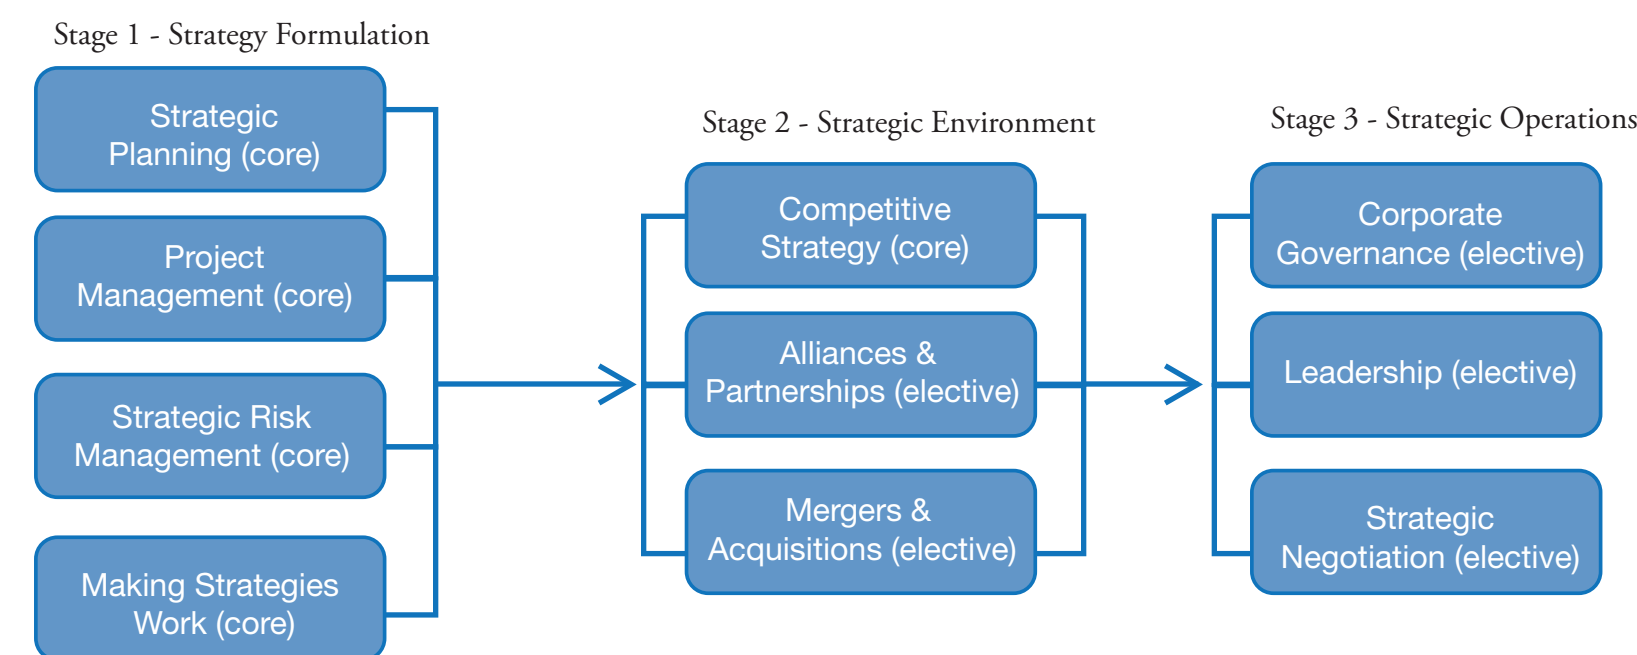 Stage 1 - Strategy Formulation
Strategic
Planning (core)
Project
Management (core)
Strategic Risk
Management (core)
Making Strategies
Work (core)
Stage 2 - Strategic Environment
Competitive
Strategy (core)
Alliances &
Partnerships (elective)
Mergers &
Acquisitions (elective)
Stage 3 - Strategic Operations
Corporate
Governance (elective)
Leadership (elective)
Strategic
Negotiation (elective)